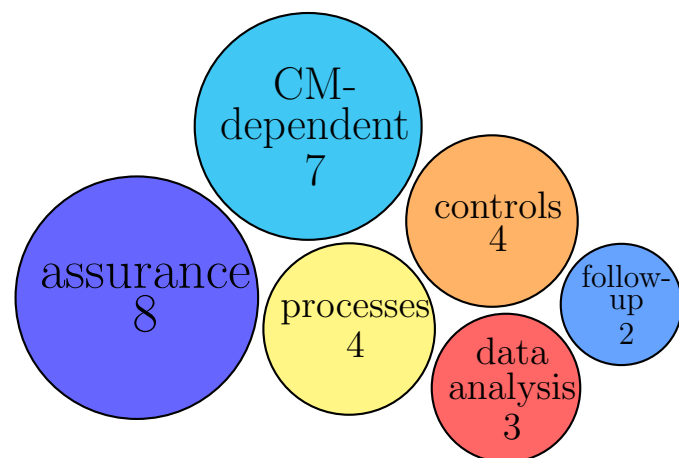 CM-
dependent
7
controls
4
assurance
8
processes
4
follow-
up
2
data
analysis
3